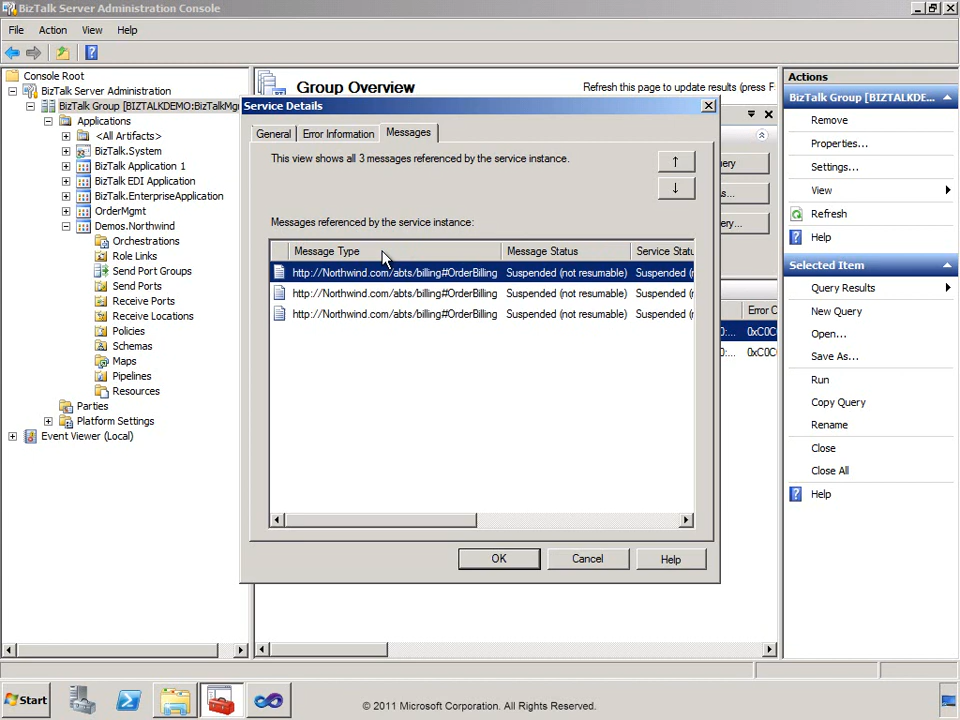 BizTalk Server Administration Console
File Action View Help
Console Root
BizTalk Server Administration
BizTalk Group [BIZTALKDEMO:BizTalkMg
Applications
<All Artifacts>
BizTalk.System
BizTalk Application 1
BizTalk EDI Application
BizTalk.EnterpriseApplication
OrderMgmt
Demos.Northwind
Orchestrations
Role Links
Send Port Groups
Send Ports
Receive Ports
Receive Locations
Policies
Schemas
Maps
Pipelines
Resources
Parties
Platform Settings
Event Viewer (Local)
Group Overview
Refresh this page to update results (press F
Service Details
General Error Information Messages
This view shows all 3 messages referenced by the service instance.
Messages referenced by the service instance:
Message Type Message Status Service Statu
http://Northwind.com/abts/billing#OrderBilling Suspended (not resumable) Suspended (r
http://Northwind.com/abts/billing#OrderBilling Suspended (not resumable) Suspended (r
http://Northwind.com/abts/billing#OrderBilling Suspended (not resumable) Suspended (r
OK Cancel Help
Error C
0xC0C
0xC0C
Actions
BizTalk Group [BIZTALKDE...
Remove
Properties...
Settings...
View
Refresh
Help
Selected Item
Query Results
New Query
Open...
Save As...
Run
Copy Query
Rename
Close
Close All
Help
Start
© 2011 Microsoft Corporation. All Rights Reserved.